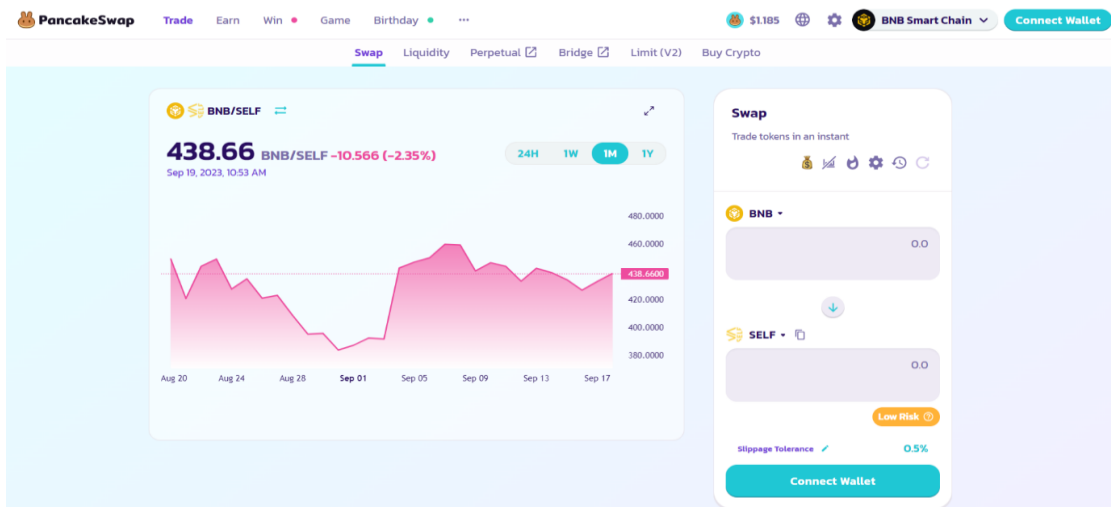 PancakeSwap Trade Earn Win Game Birthday ... $1.185 BNB Smart Chain Connect Wallet
Swap Liquidity Perpetual Bridge Limit (V2) Buy Crypto
BNB/SELF
438.66 BNB/SELF -10.566 (-2.35%)
Sep 19, 2023, 10:53 AM
24H 1W 1M 1Y
480.0000
460.0000
438.6600
420.0000
400.0000
380.0000
Aug 20 Aug 24 Aug 28 Sep 01 Sep 05 Sep 09 Sep 13 Sep 17
Swap
Trade tokens in an instant
BNB
0.0
SELF
0.0
Low Risk
Slippage Tolerance 0.5%
Connect Wallet